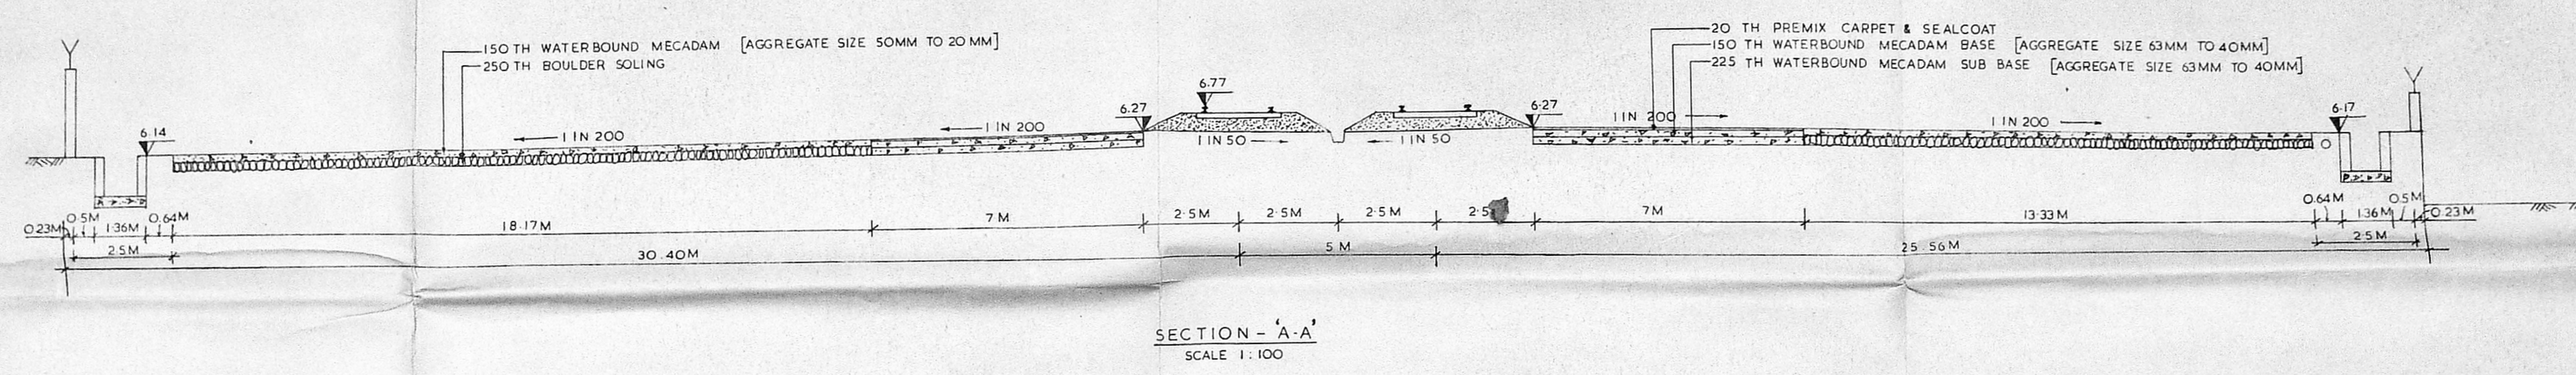 150 TH WATERBOUND MECADAM [AGGREGATE SIZE 50MM TO 20MM]
250 TH BOULDER SOLING
20 TH PREMIX CARPET & SEALCOAT
150 TH WATERBOUND MECADAM BASE [AGGREGATE SIZE 63MM TO 40MM]
225 TH WATERBOUND MECADAM SUB BASE [AGGREGATE SIZE 63MM TO 40MM]
6.14
1 IN 200
1 IN 200
6.27
6.77
1 IN 50
1 IN 50
6.27
1 IN 200
1 IN 200
6.17
0.23M
0.5M
1.36M
0.64M
18.17M
7M
2.5M
2.5M
2.5M
2.5
7M
13.33M
0.64M
1.36M
0.5M
0.23M
2.5M
30.40M
5 M
25.56M
2.5M
SECTION - 'A-A'
SCALE 1:100